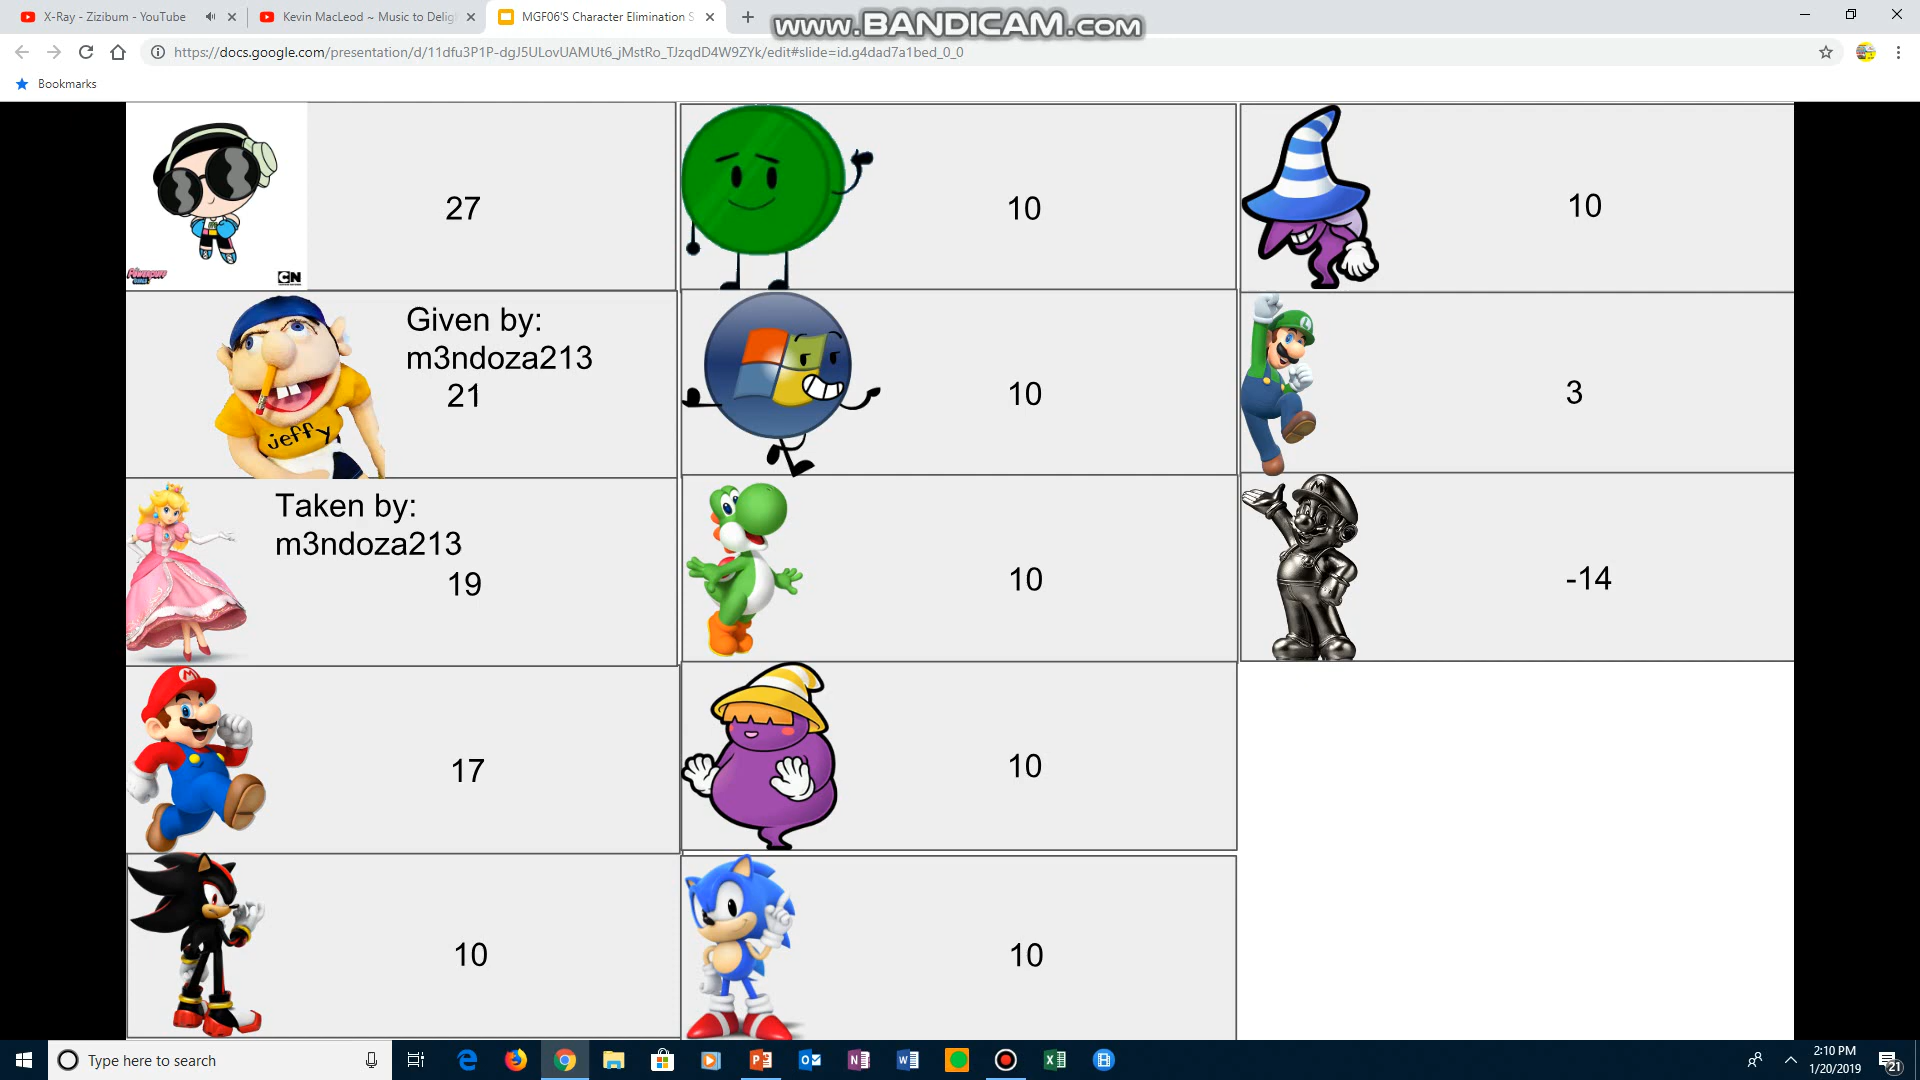 X-Ray - Zizibum - YouTube
Kevin MacLeod ~ Music to Delig
MGF06'S Character Elimination S
www.BANDICAM.com
https://docs.google.com/presentation/d/11dfu3P1P-dgJ5ULovUAMUt6_jMstRo_TJzqdD4W9ZYk/edit#slide=id.g4dad7a1bed_0_0
Bookmarks
27
10
10
CN
Given by:
m3ndoza213
21
jeffy
10
L
3
Taken by:
m3ndoza213
19
10
M
-14
M
17
10
10
10
Type here to search
2:10 PM
1/20/2019
21